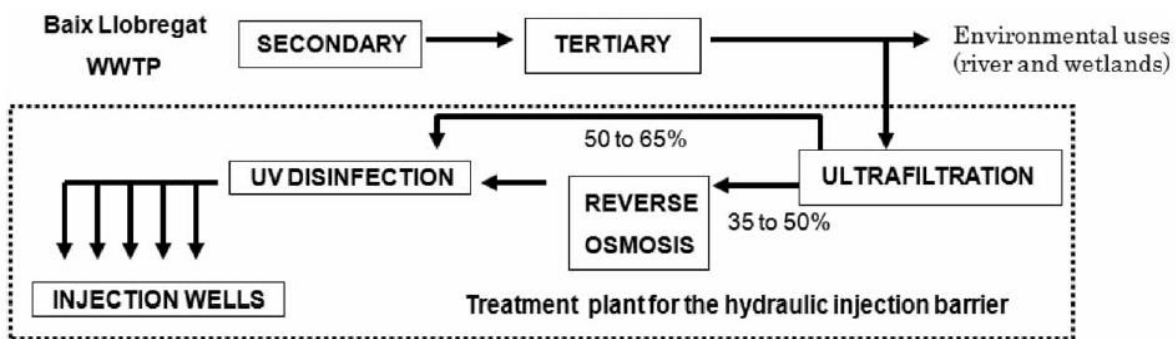 Baix Llobregat
WWTP
SECONDARY
TERTIARY
Environmental uses
(river and wetlands)
50 to 65%
UV DISINFECTION
ULTRAFILTRATION
REVERSE
OSMOSIS
35 to 50%
INJECTION WELLS
Treatment plant for the hydraulic injection barrier